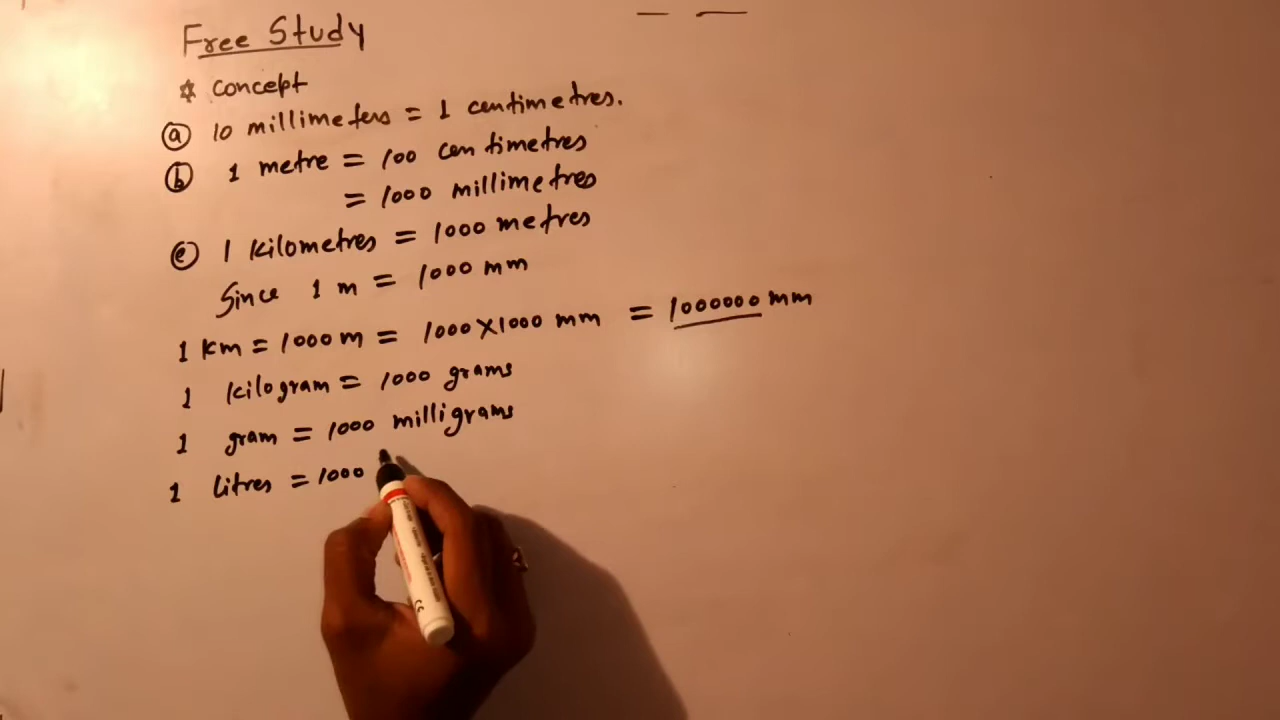 Free Study
* concept
(a) 10 millimeters = 1 centimetres.
(b) 1 metre = 100 centimetres
= 1000 millimetres
(c) 1 kilometres = 1000 metres
Since 1 m = 1000 mm
1 km = 1000 m = 1000×1000 mm = 1000000 mm
1 kilogram = 1000 grams
1 gram = 1000 milligrams
1 litres = 1000